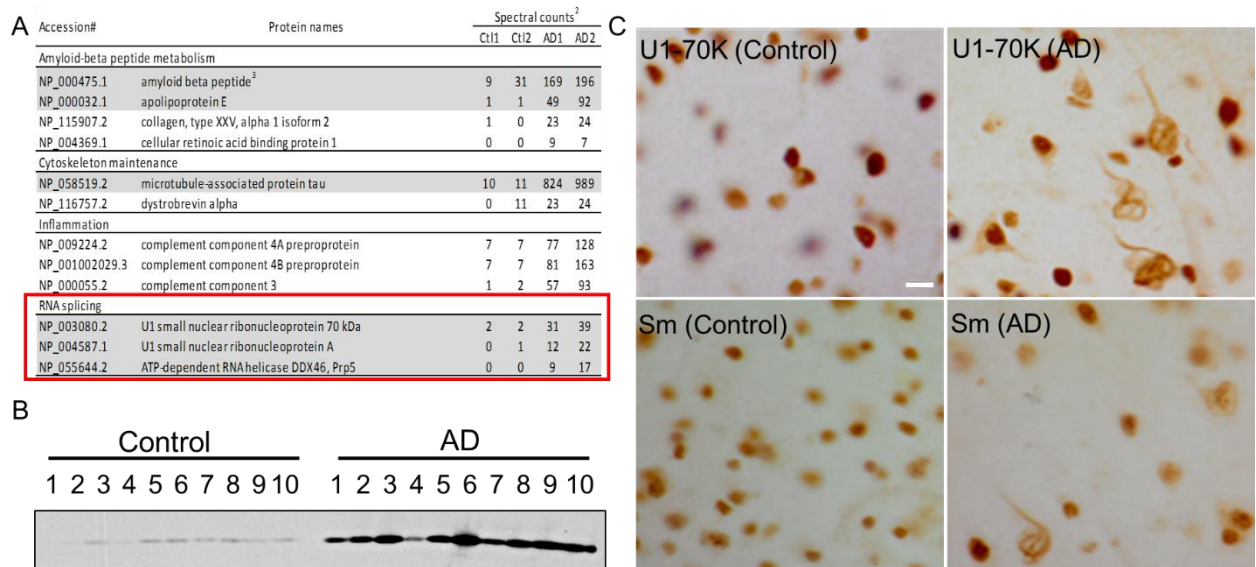 A
Accession# Protein names Spectral counts2
Ctl1 Ctl2 AD1 AD2
Amyloid-beta peptide metabolism
NP_000475.1 amyloid beta peptide3 9 31 169 196
NP_000032.1 apolipoprotein E 1 1 49 92
NP_115907.2 collagen, type XXV, alpha 1 isoform 2 1 0 23 24
NP_004369.1 cellular retinoic acid binding protein 1 0 0 9 7
Cytoskeleton maintenance
NP_058519.2 microtubule-associated protein tau 10 11 824 989
NP_116757.2 dystrobrevin alpha 0 11 23 24
Inflammation
NP_009224.2 complement component 4A preproprotein 7 7 77 128
NP_001002029.3 complement component 4B preproprotein 7 7 81 163
NP_000055.2 complement component 3 1 2 57 93
RNA splicing
NP_003080.2 U1 small nuclear ribonucleoprotein 70 kDa 2 2 31 39
NP_004587.1 U1 small nuclear ribonucleoprotein A 0 1 12 22
NP_055644.2 ATP-dependent RNA helicase DDX46, Prp5 0 0 9 17
B
Control AD
1 2 3 4 5 6 7 8 9 10 1 2 3 4 5 6 7 8 9 10
C
U1-70K (Control) U1-70K (AD)
Sm (Control) Sm (AD)